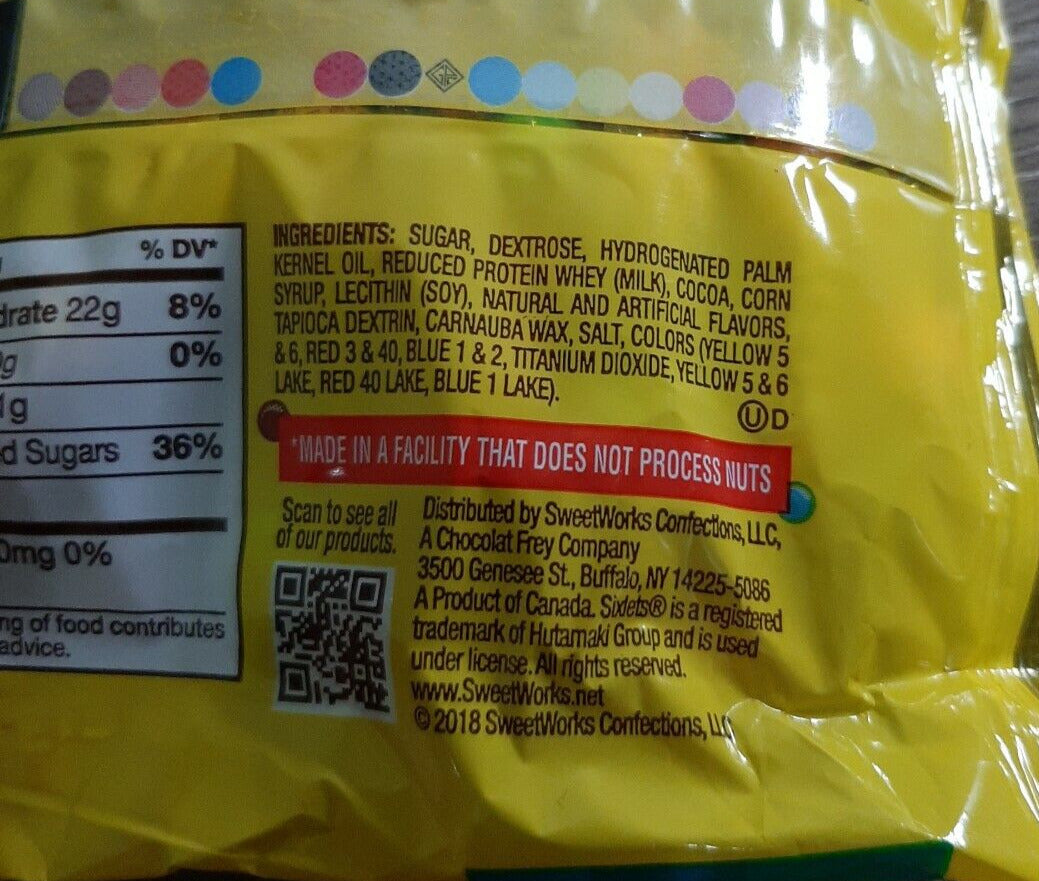 % DV*
drate 22g 8%
0%
g
1g
d Sugars 36%
0mg 0%
ng of food contributes
advice.
INGREDIENTS: SUGAR, DEXTROSE, HYDROGENATED PALM
KERNEL OIL, REDUCED PROTEIN WHEY (MILK), COCOA, CORN
SYRUP, LECITHIN (SOY), NATURAL AND ARTIFICIAL FLAVORS,
TAPIOCA DEXTRIN, CARNAUBA WAX, SALT, COLORS (YELLOW 5
& 6, RED 3 & 40, BLUE 1 & 2, TITANIUM DIOXIDE, YELLOW 5 & 6
LAKE, RED 40 LAKE, BLUE 1 LAKE).
ⓊD
*MADE IN A FACILITY THAT DOES NOT PROCESS NUTS
Scan to see all
of our products.
Distributed by SweetWorks Confections, LLC,
A Chocolat Frey Company
3500 Genesee St., Buffalo, NY 14225-5086
A Product of Canada. Sixlets® is a registered
trademark of Hutamaki Group and is used
under license. All rights reserved.
www.SweetWorks.net
© 2018 SweetWorks Confections, LLC